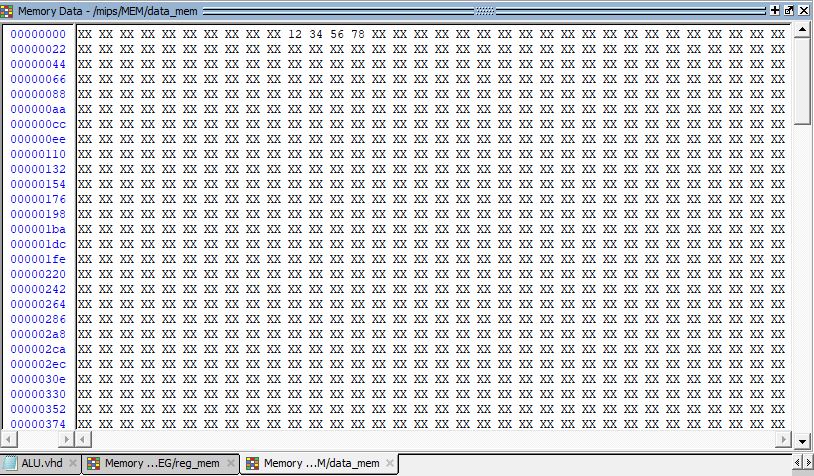 Memory Data - /mips/MEM/data_mem
00000000 XX XX XX XX XX XX XX XX XX XX 12 34 56 78 XX XX XX XX XX XX XX XX XX XX XX XX XX XX XX XX XX XX XX XX
00000022 XX XX XX XX XX XX XX XX XX XX XX XX XX XX XX XX XX XX XX XX XX XX XX XX XX XX XX XX XX XX XX XX XX XX
00000044 XX XX XX XX XX XX XX XX XX XX XX XX XX XX XX XX XX XX XX XX XX XX XX XX XX XX XX XX XX XX XX XX XX XX
00000066 XX XX XX XX XX XX XX XX XX XX XX XX XX XX XX XX XX XX XX XX XX XX XX XX XX XX XX XX XX XX XX XX XX XX
00000088 XX XX XX XX XX XX XX XX XX XX XX XX XX XX XX XX XX XX XX XX XX XX XX XX XX XX XX XX XX XX XX XX XX XX
000000aa XX XX XX XX XX XX XX XX XX XX XX XX XX XX XX XX XX XX XX XX XX XX XX XX XX XX XX XX XX XX XX XX XX XX
000000cc XX XX XX XX XX XX XX XX XX XX XX XX XX XX XX XX XX XX XX XX XX XX XX XX XX XX XX XX XX XX XX XX XX XX
000000ee XX XX XX XX XX XX XX XX XX XX XX XX XX XX XX XX XX XX XX XX XX XX XX XX XX XX XX XX XX XX XX XX XX XX
00000110 XX XX XX XX XX XX XX XX XX XX XX XX XX XX XX XX XX XX XX XX XX XX XX XX XX XX XX XX XX XX XX XX XX XX
00000132 XX XX XX XX XX XX XX XX XX XX XX XX XX XX XX XX XX XX XX XX XX XX XX XX XX XX XX XX XX XX XX XX XX XX
00000154 XX XX XX XX XX XX XX XX XX XX XX XX XX XX XX XX XX XX XX XX XX XX XX XX XX XX XX XX XX XX XX XX XX XX
00000176 XX XX XX XX XX XX XX XX XX XX XX XX XX XX XX XX XX XX XX XX XX XX XX XX XX XX XX XX XX XX XX XX XX XX
00000198 XX XX XX XX XX XX XX XX XX XX XX XX XX XX XX XX XX XX XX XX XX XX XX XX XX XX XX XX XX XX XX XX XX XX
000001ba XX XX XX XX XX XX XX XX XX XX XX XX XX XX XX XX XX XX XX XX XX XX XX XX XX XX XX XX XX XX XX XX XX XX
000001dc XX XX XX XX XX XX XX XX XX XX XX XX XX XX XX XX XX XX XX XX XX XX XX XX XX XX XX XX XX XX XX XX XX XX
000001fe XX XX XX XX XX XX XX XX XX XX XX XX XX XX XX XX XX XX XX XX XX XX XX XX XX XX XX XX XX XX XX XX XX XX
00000220 XX XX XX XX XX XX XX XX XX XX XX XX XX XX XX XX XX XX XX XX XX XX XX XX XX XX XX XX XX XX XX XX XX XX
00000242 XX XX XX XX XX XX XX XX XX XX XX XX XX XX XX XX XX XX XX XX XX XX XX XX XX XX XX XX XX XX XX XX XX XX
00000264 XX XX XX XX XX XX XX XX XX XX XX XX XX XX XX XX XX XX XX XX XX XX XX XX XX XX XX XX XX XX XX XX XX XX
00000286 XX XX XX XX XX XX XX XX XX XX XX XX XX XX XX XX XX XX XX XX XX XX XX XX XX XX XX XX XX XX XX XX XX XX
000002a8 XX XX XX XX XX XX XX XX XX XX XX XX XX XX XX XX XX XX XX XX XX XX XX XX XX XX XX XX XX XX XX XX XX XX
000002ca XX XX XX XX XX XX XX XX XX XX XX XX XX XX XX XX XX XX XX XX XX XX XX XX XX XX XX XX XX XX XX XX XX XX
000002ec XX XX XX XX XX XX XX XX XX XX XX XX XX XX XX XX XX XX XX XX XX XX XX XX XX XX XX XX XX XX XX XX XX XX
0000030e XX XX XX XX XX XX XX XX XX XX XX XX XX XX XX XX XX XX XX XX XX XX XX XX XX XX XX XX XX XX XX XX XX XX
00000330 XX XX XX XX XX XX XX XX XX XX XX XX XX XX XX XX XX XX XX XX XX XX XX XX XX XX XX XX XX XX XX XX XX XX
00000352 XX XX XX XX XX XX XX XX XX XX XX XX XX XX XX XX XX XX XX XX XX XX XX XX XX XX XX XX XX XX XX XX XX XX
00000374 XX XX XX XX XX XX XX XX XX XX XX XX XX XX XX XX XX XX XX XX XX XX XX XX XX XX XX XX XX XX XX XX XX XX
ALU.vhd Memory ...EG/reg_mem Memory ...M/data_mem